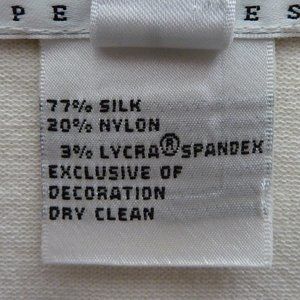 P E
E S
77% SILK
20% NYLON
3% LYCRA® SPANDEX
EXCLUSIVE OF
DECORATION
DRY CLEAN